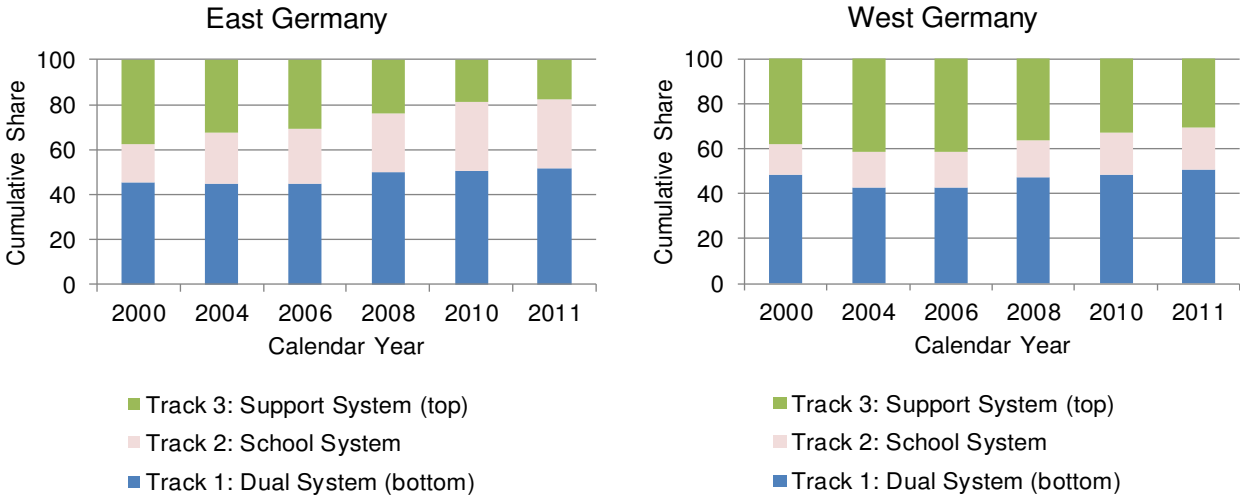 East Germany
100
80
60
40
20
0
Cumulative Share
2000 2004 2006 2008 2010 2011
Calendar Year
Track 3: Support System (top)
Track 2: School System
Track 1: Dual System (bottom)
West Germany
100
80
60
40
20
0
Cumulative Share
2000 2004 2006 2008 2010 2011
Calendar Year
Track 3: Support System (top)
Track 2: School System
Track 1: Dual System (bottom)